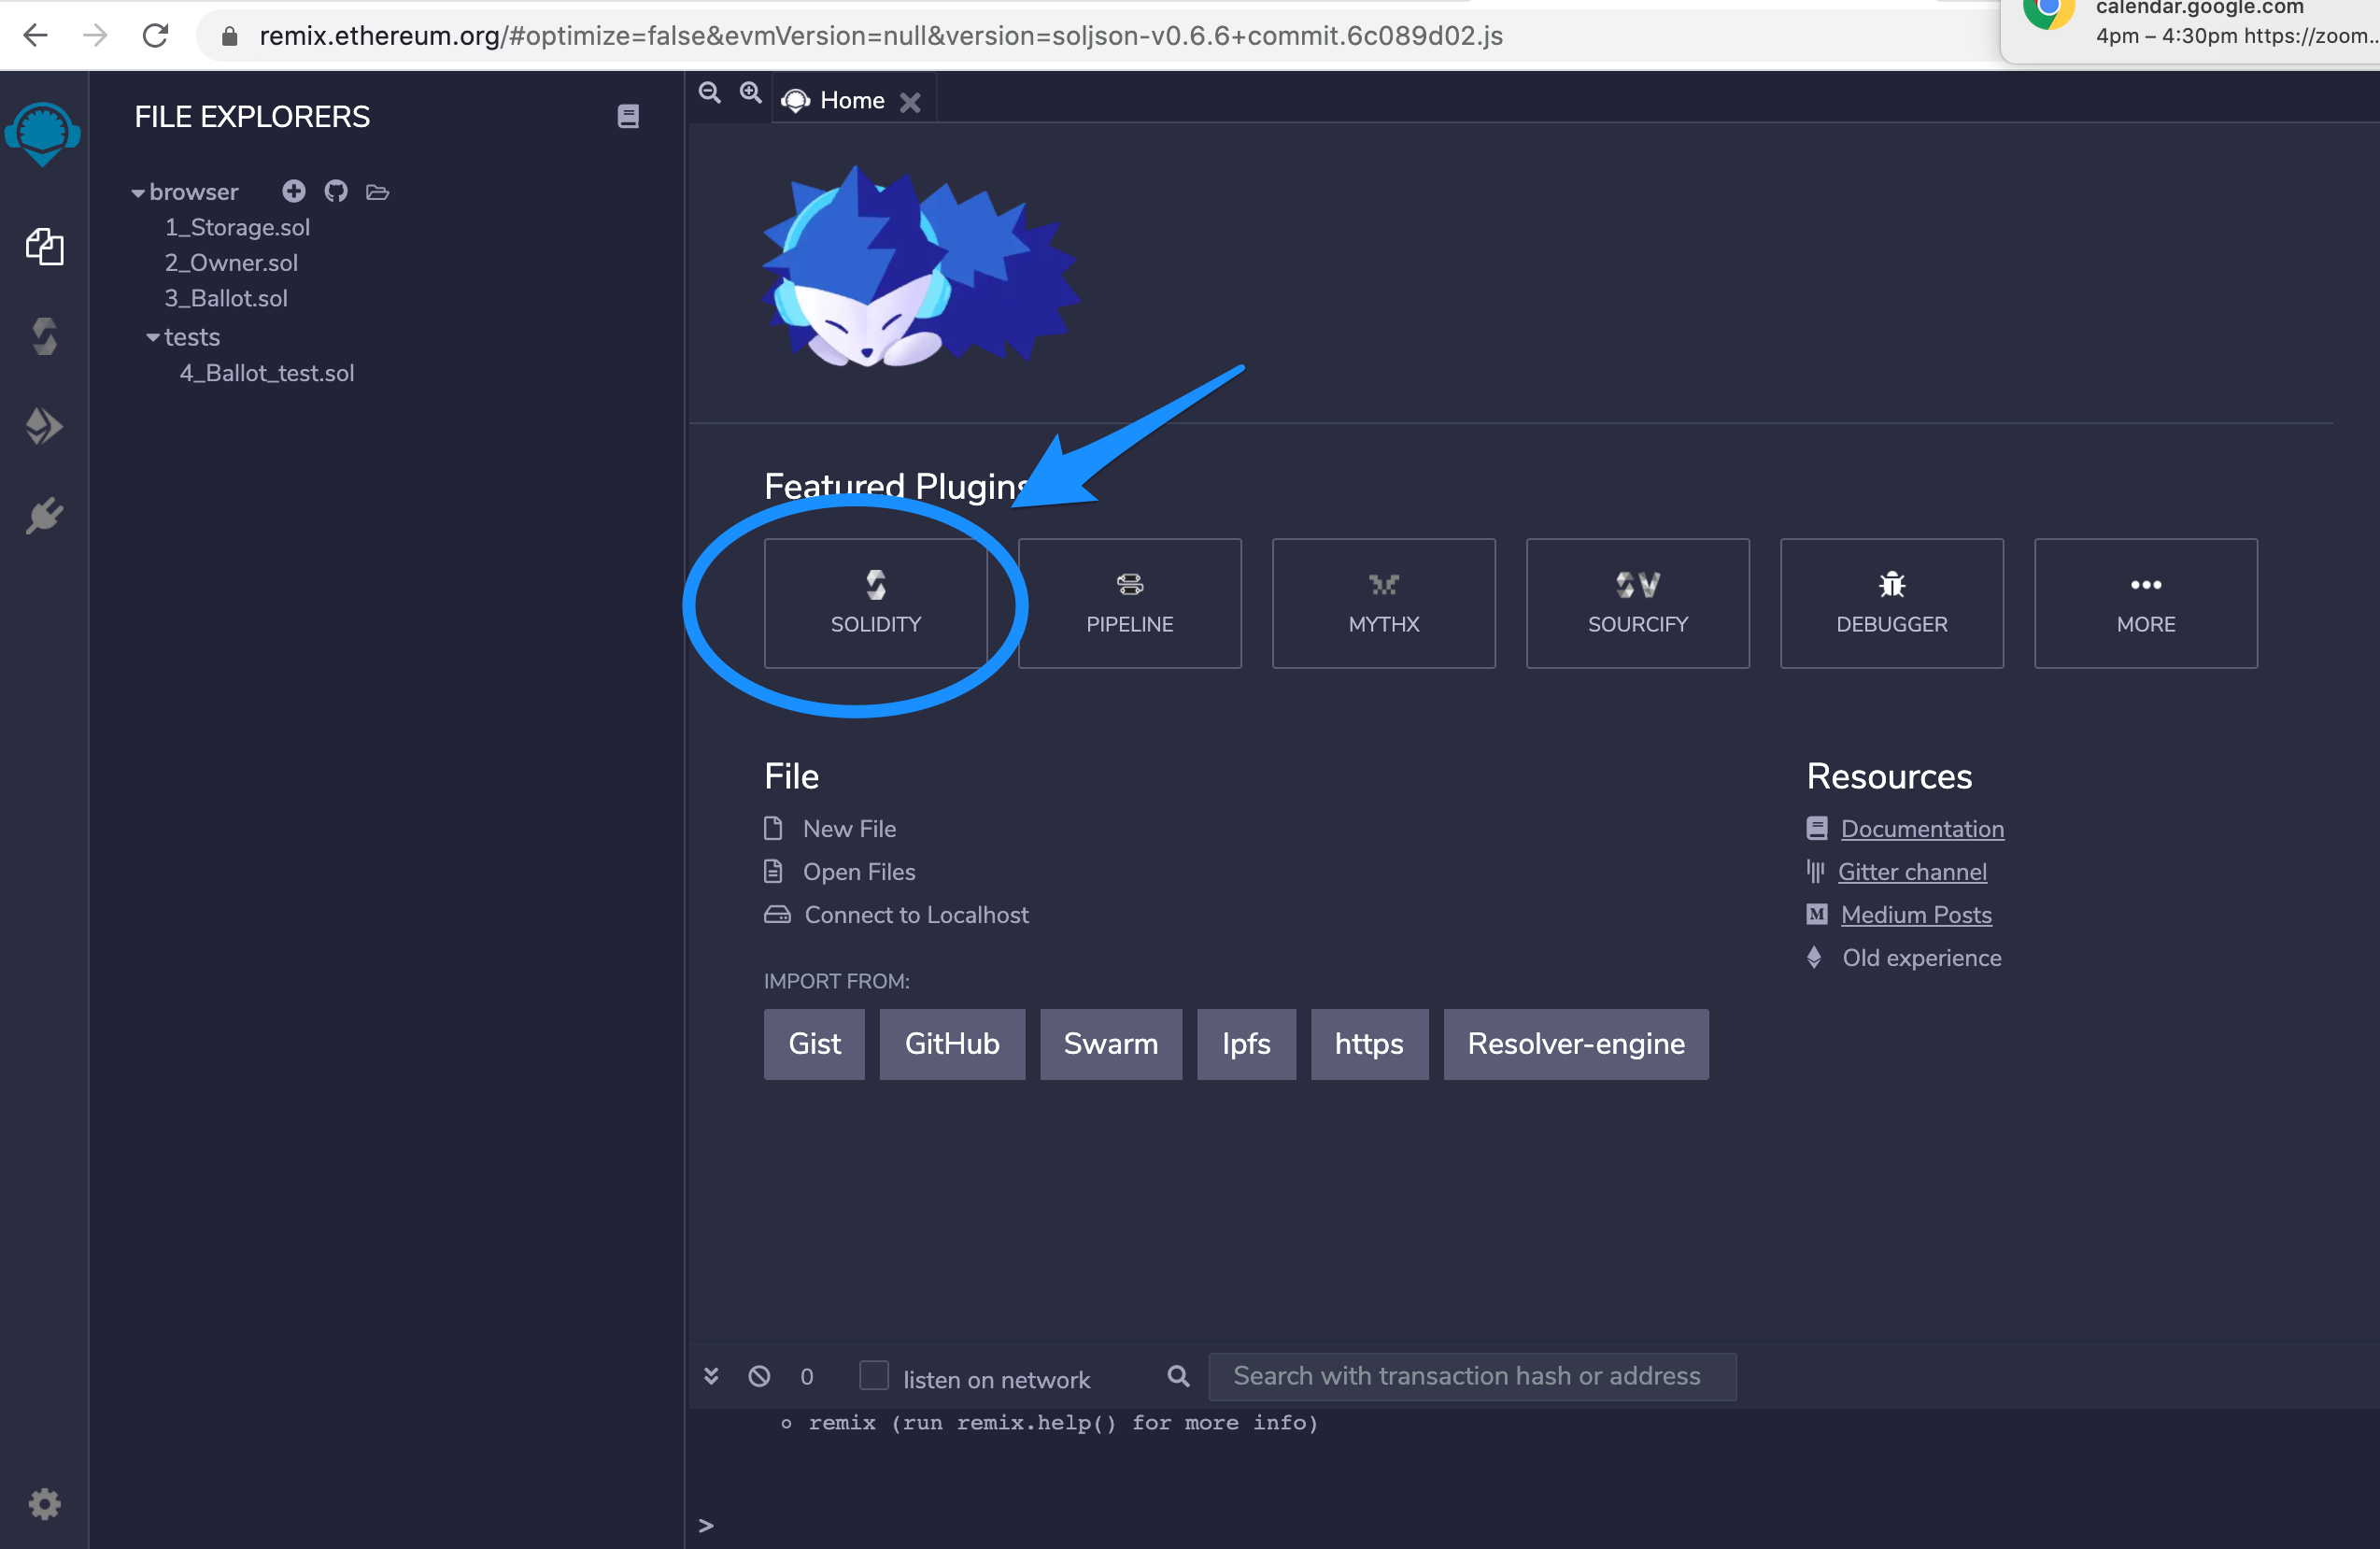 remix.ethereum.org/#optimize=false&evmVersion=null&version=soljson-v0.6.6+commit.6c089d02.js
calendar.google.com
4pm – 4:30pm https://zoom...
FILE EXPLORERS
browser
1_Storage.sol
2_Owner.sol
3_Ballot.sol
tests
4_Ballot_test.sol
Home
Featured Plugins
SOLIDITY
PIPELINE
MYTHX
SOURCIFY
DEBUGGER
MORE
File
New File
Open Files
Connect to Localhost
IMPORT FROM:
Gist
GitHub
Swarm
Ipfs
https
Resolver-engine
Resources
Documentation
Gitter channel
Medium Posts
Old experience
0
listen on network
Search with transaction hash or address
remix (run remix.help() for more info)
>